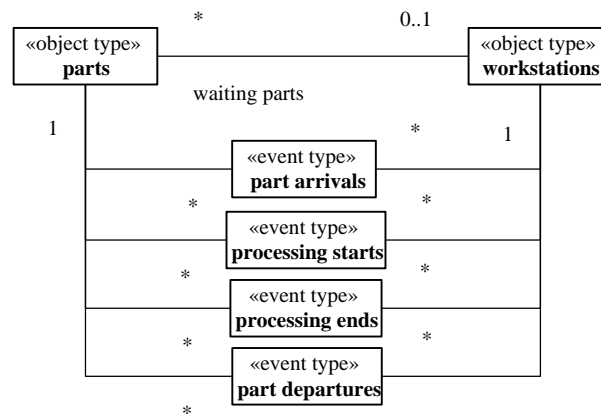 * 0..1
«object type» «object type»
parts workstations
waiting parts
1 * 1
«event type»
part arrivals
* *
«event type»
processing starts
* *
«event type»
processing ends
* *
«event type»
part departures
*